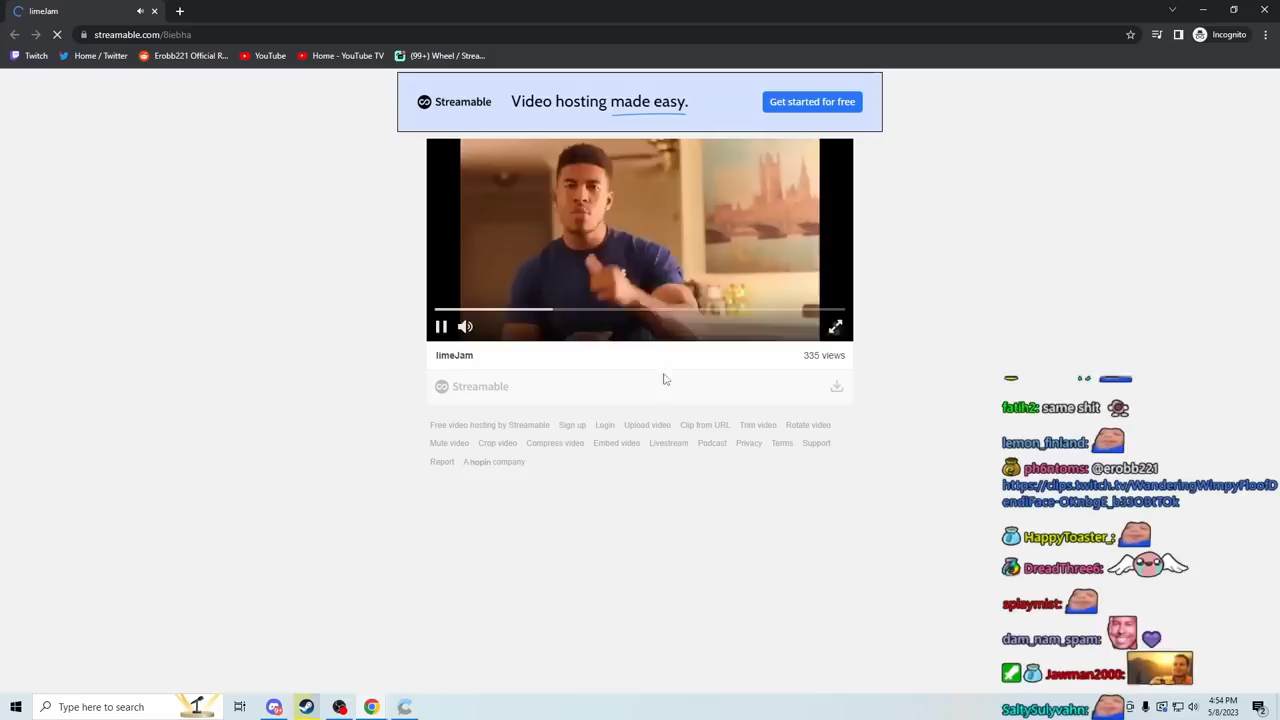 limeJam
streamable.com/8iebha
Incognito
Twitch
Home / Twitter
Erobb221 Official R...
YouTube
Home - YouTube TV
(99+) Wheel / Strea...
Streamable
Video hosting made easy.
Get started for free
limeJam
335 views
Streamable
Free video hosting by Streamable Sign up Login Upload video Clip from URL Trim video Rotate video
Mute video Crop video Compress video Embed video Livestream Podcast Privacy Terms Support
Report A hopin company
fatih2: same shit
lemon_finland:
ph6ntoms: @erobb221
HappyToaster_:
DreadThree6:
splaymist:
dam_nam_spam:
Jawman2000:
SaltySulyvahn:
Type here to search
4:54 PM
5/8/2023
2